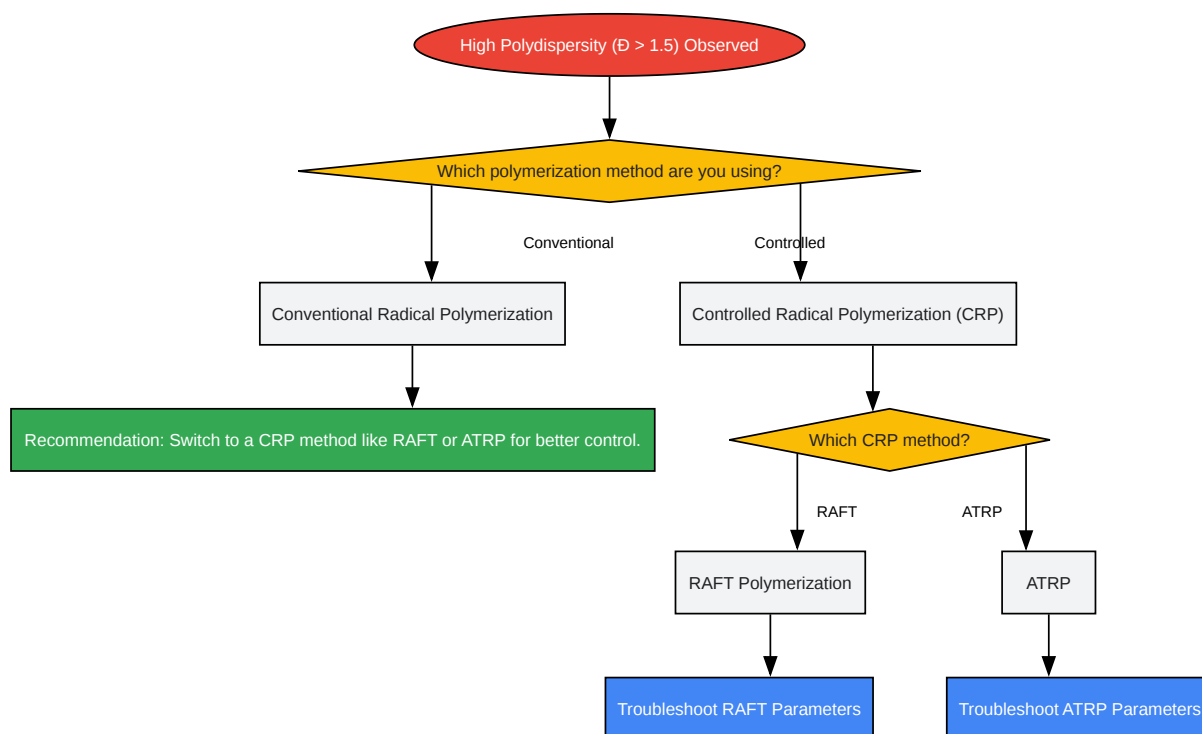 High Polydispersity (Đ > 1.5) Observed
Which polymerization method are you using?
Conventional
Controlled
Conventional Radical Polymerization
Controlled Radical Polymerization (CRP)
Recommendation: Switch to a CRP method like RAFT or ATRP for better control.
Which CRP method?
RAFT
ATRP
RAFT Polymerization
ATRP
Troubleshoot RAFT Parameters
Troubleshoot ATRP Parameters